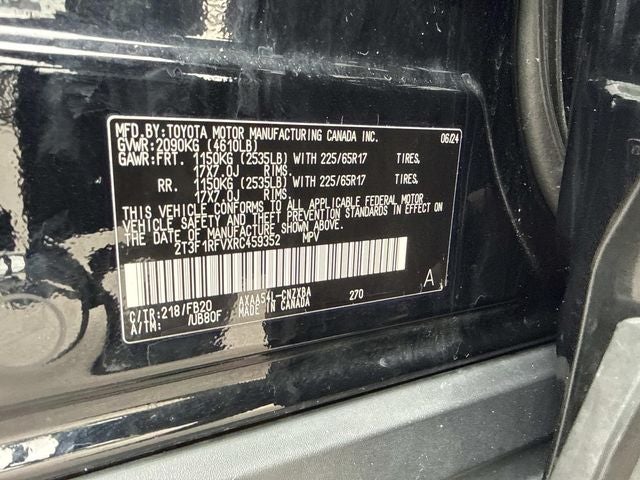 MFD.BY:TOYOTA MOTOR MANUFACTURING CANADA INC. 06/24
GVWR:2090KG (4610LB)
GAWR:FRT. 1150KG (2535LB) WITH 225/65R17 TIRES,
17X7.0J RIMS,
RR. 1150KG (2535LB) WITH 225/65R17 TIRES,
17X7.0J RIMS.
THIS VEHICLE CONFORMS TO ALL APPLICABLE FEDERAL MOTOR
VEHICLE SAFETY AND THEFT PREVENTION STANDARDS IN EFFECT
ON THE DATE OF MANUFACTURE SHOWN ABOVE.
2T3F1RFVXRC459352 MPV
C/TR:218/FB20 AXAA54L-CNZXBA 270 A
A/TM: /UB80F MADE IN CANADA